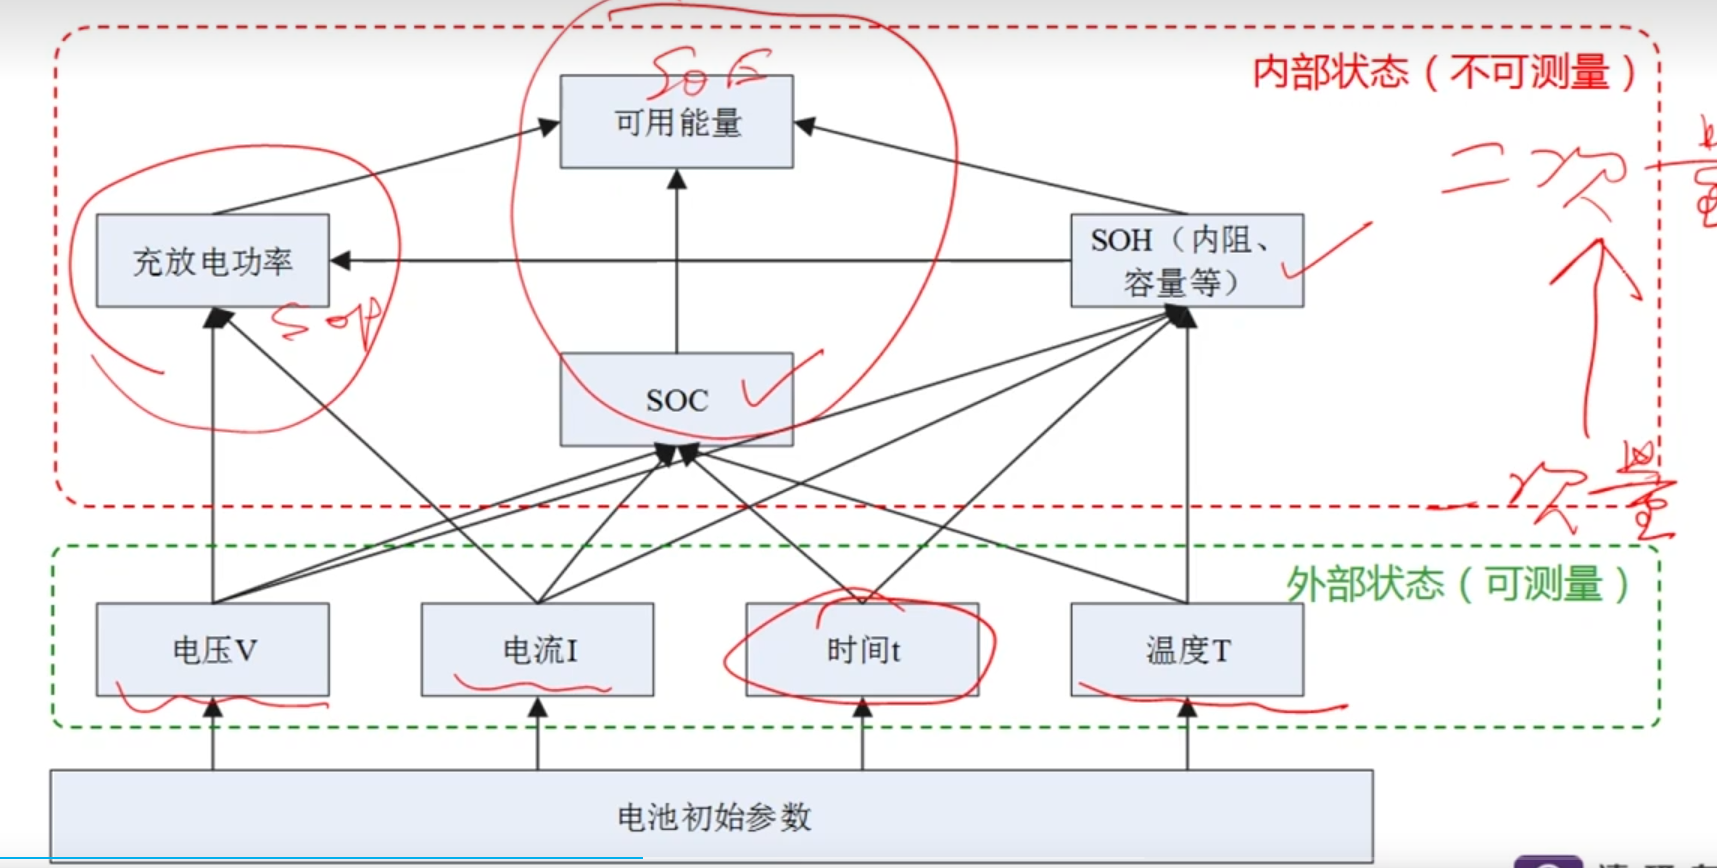 内部状态（不可测量）
SOE
可用能量
二次量
充放电功率
SOP
SOH（内阻、
容量等）
SOC
一次量
外部状态（可测量）
电压V
电流I
时间t
温度T
电池初始参数